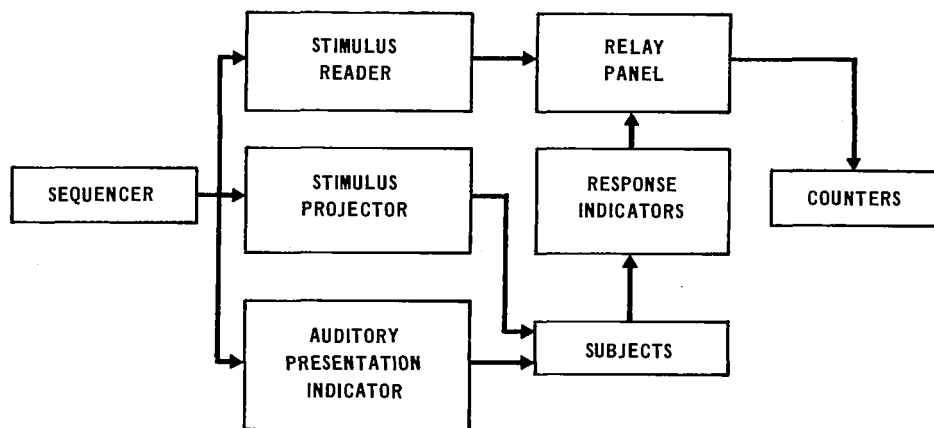 SEQUENCER
STIMULUS
READER
STIMULUS
PROJECTOR
AUDITORY
PRESENTATION
INDICATOR
RELAY
PANEL
RESPONSE
INDICATORS
SUBJECTS
COUNTERS